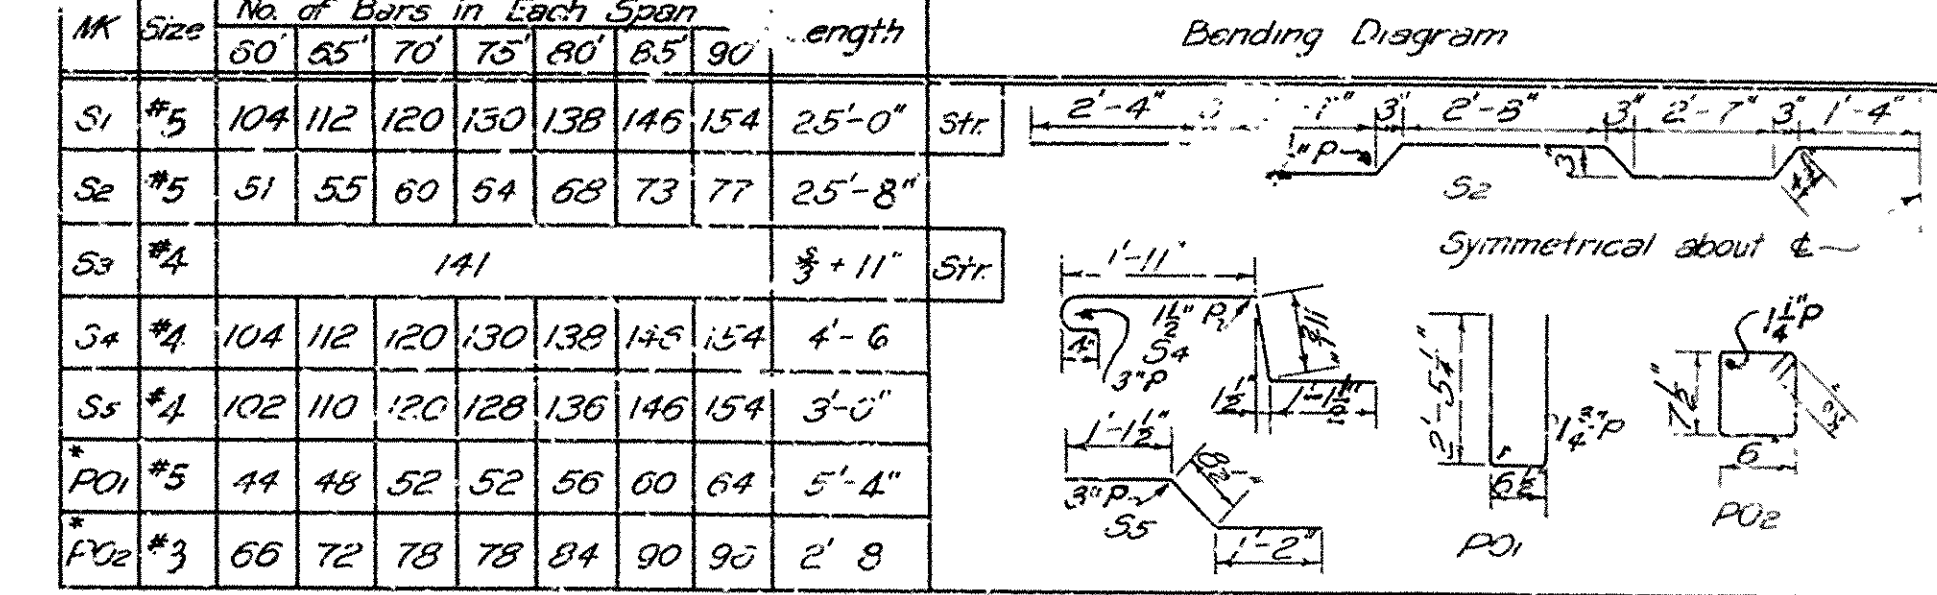 MK Size No. of Bars in Each Span Length Bending Diagram
60' 65' 70' 75' 80' 85' 90'
S1 #5 104 112 120 130 138 146 154 25'-0" Str.
S2 #5 51 55 60 64 68 73 77 25'-8"
S3 #4 141 S/3 + 11" Str.
S4 #4 104 112 120 130 138 146 154 4'-6
S5 #4 102 110 120 128 136 146 154 3'-0"
*PO1 #5 44 48 52 52 56 60 64 5'-4"
*PO2 #3 66 72 78 78 84 90 96 2' 8
2'-4" 3 -7" 3" 2'-8" 3" 2'-7" 3" 1'-4"
"P 3"
S2
Symmetrical about ℄
1'-11"
1½" P
4" S4
3"P
1½" 1'-1½"
1'-1½"
3" P
S5
1'-2"
2'-5¼"
1¾"P
6½"
PO1
1¼"P
7½"
6"
PO2